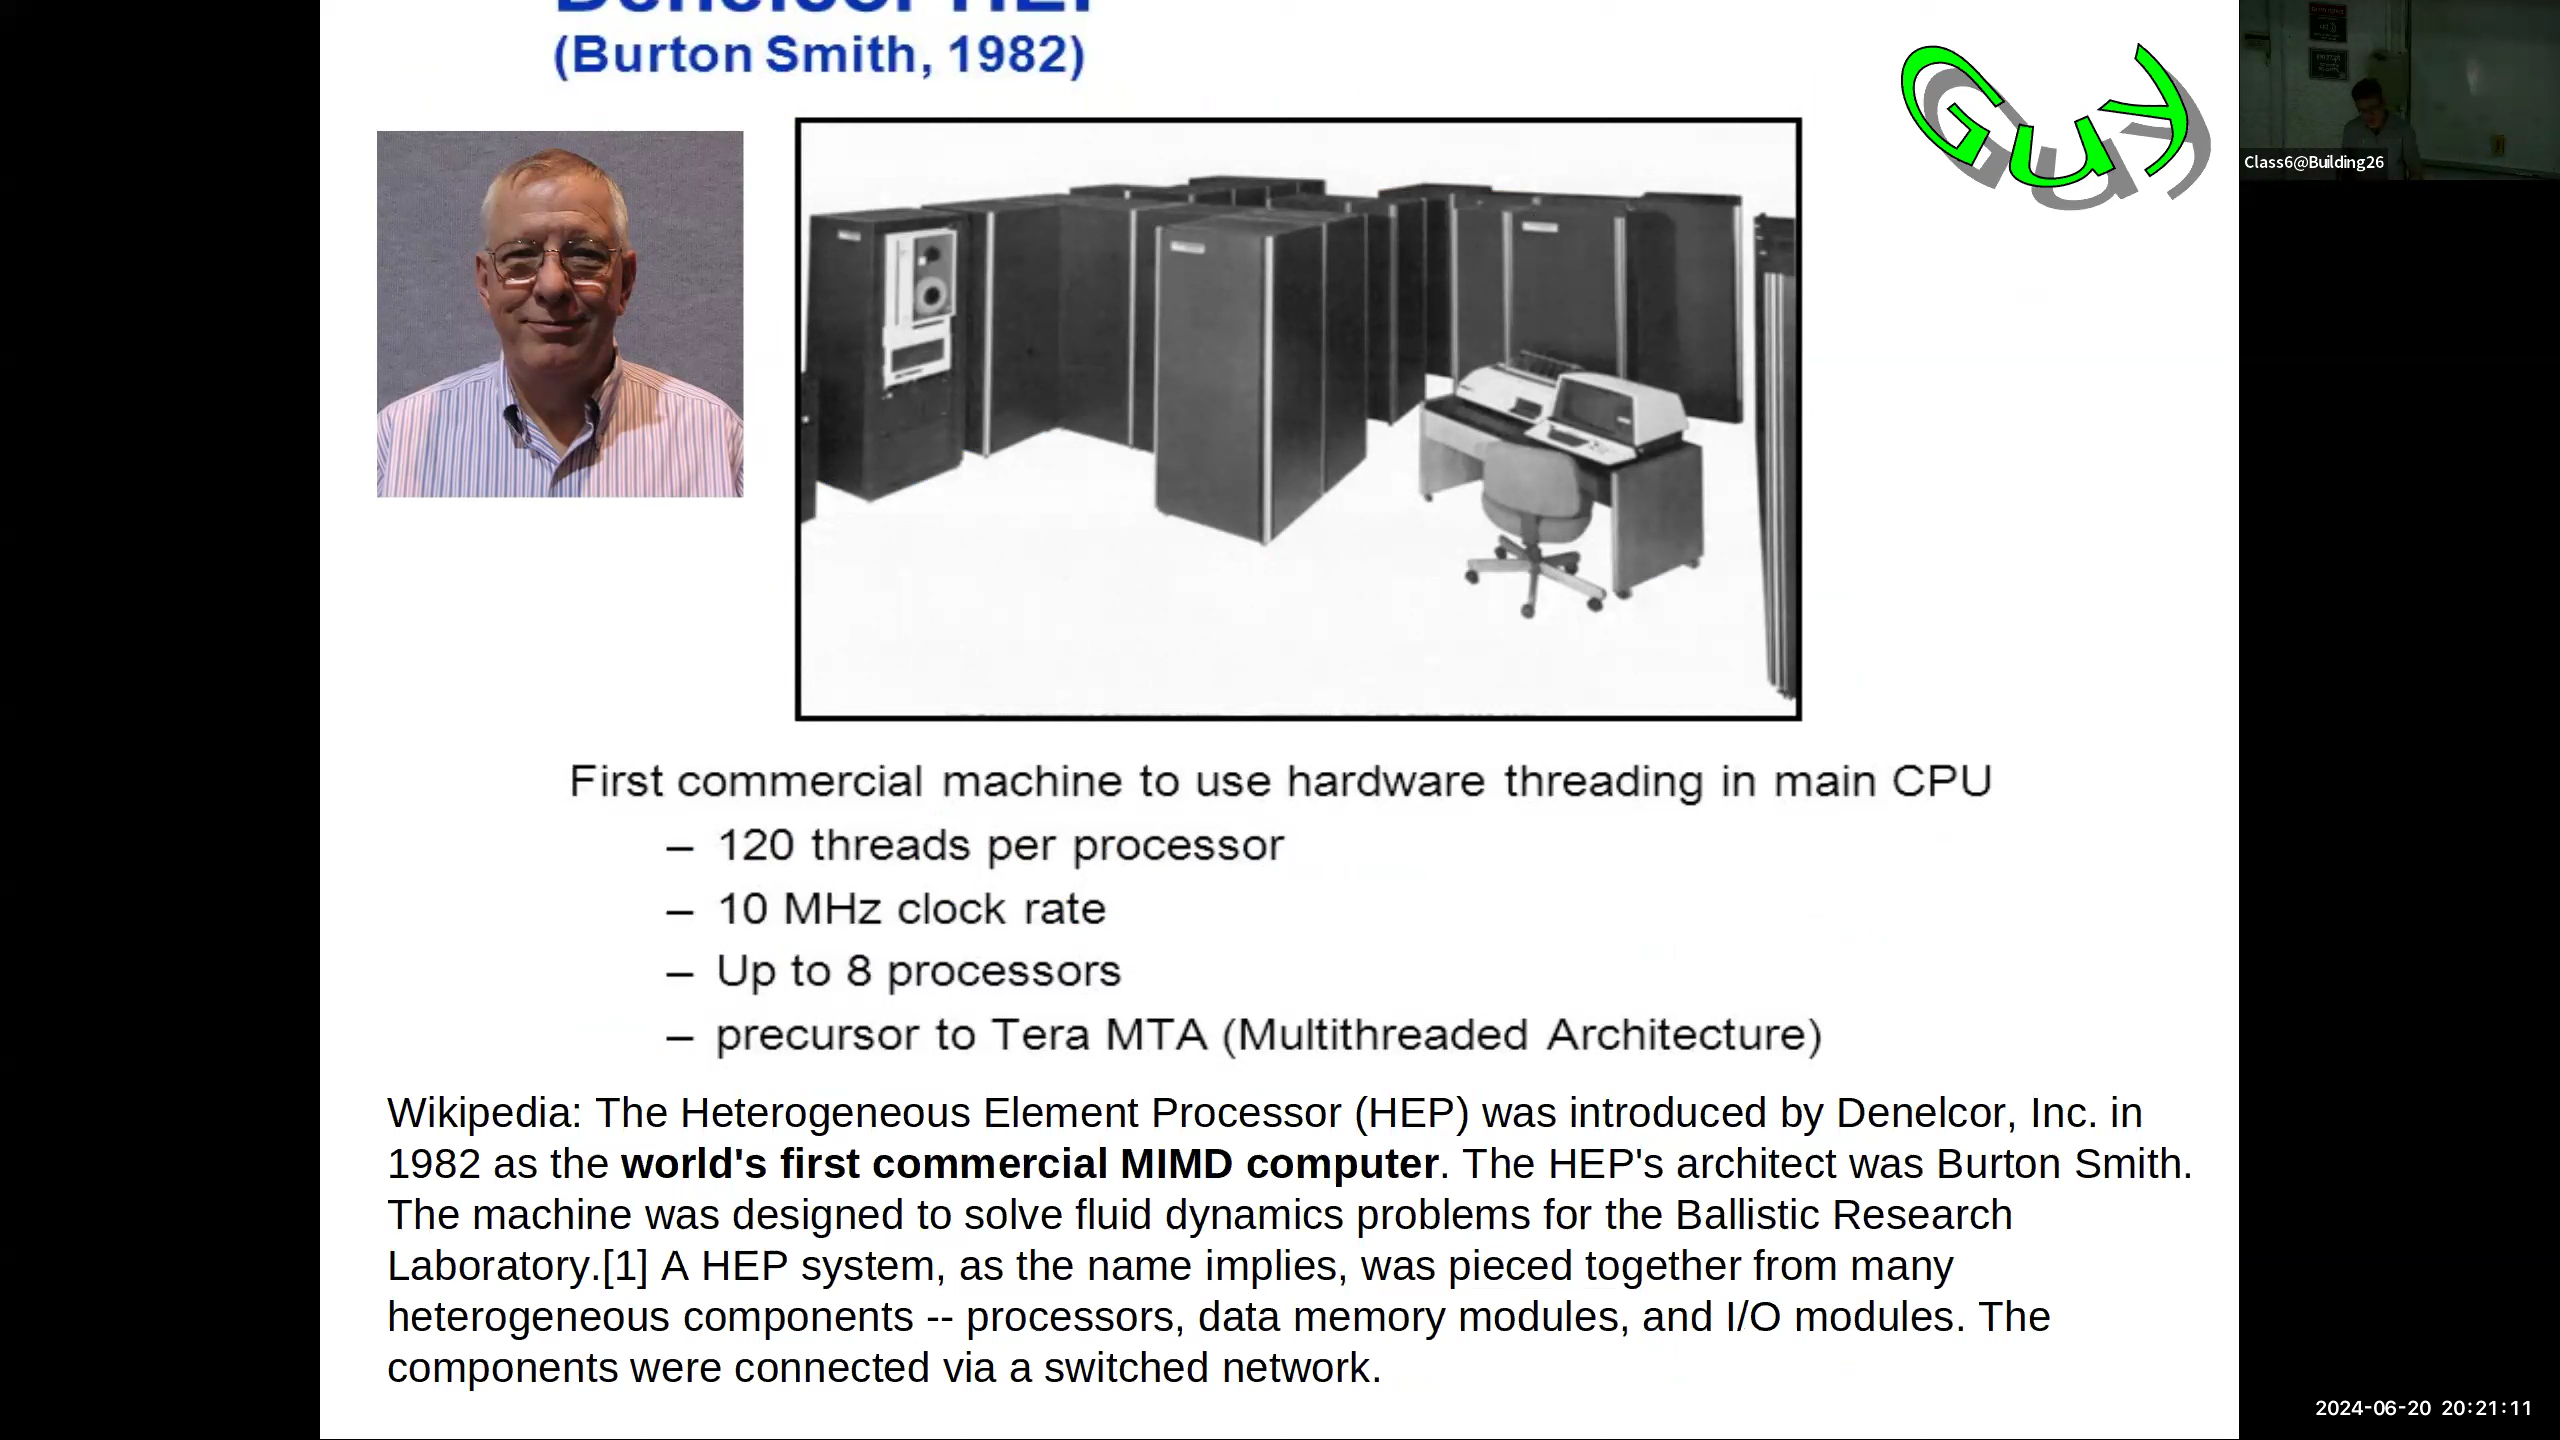 Denelcor HEP
(Burton Smith, 1982)
Guy
Class6@Building26
First commercial machine to use hardware threading in main CPU
– 120 threads per processor
– 10 MHz clock rate
– Up to 8 processors
– precursor to Tera MTA (Multithreaded Architecture)
Wikipedia: The Heterogeneous Element Processor (HEP) was introduced by Denelcor, Inc. in
1982 as the world's first commercial MIMD computer. The HEP's architect was Burton Smith.
The machine was designed to solve fluid dynamics problems for the Ballistic Research
Laboratory.[1] A HEP system, as the name implies, was pieced together from many
heterogeneous components -- processors, data memory modules, and I/O modules. The
components were connected via a switched network.
2024-06-20 20:21:11